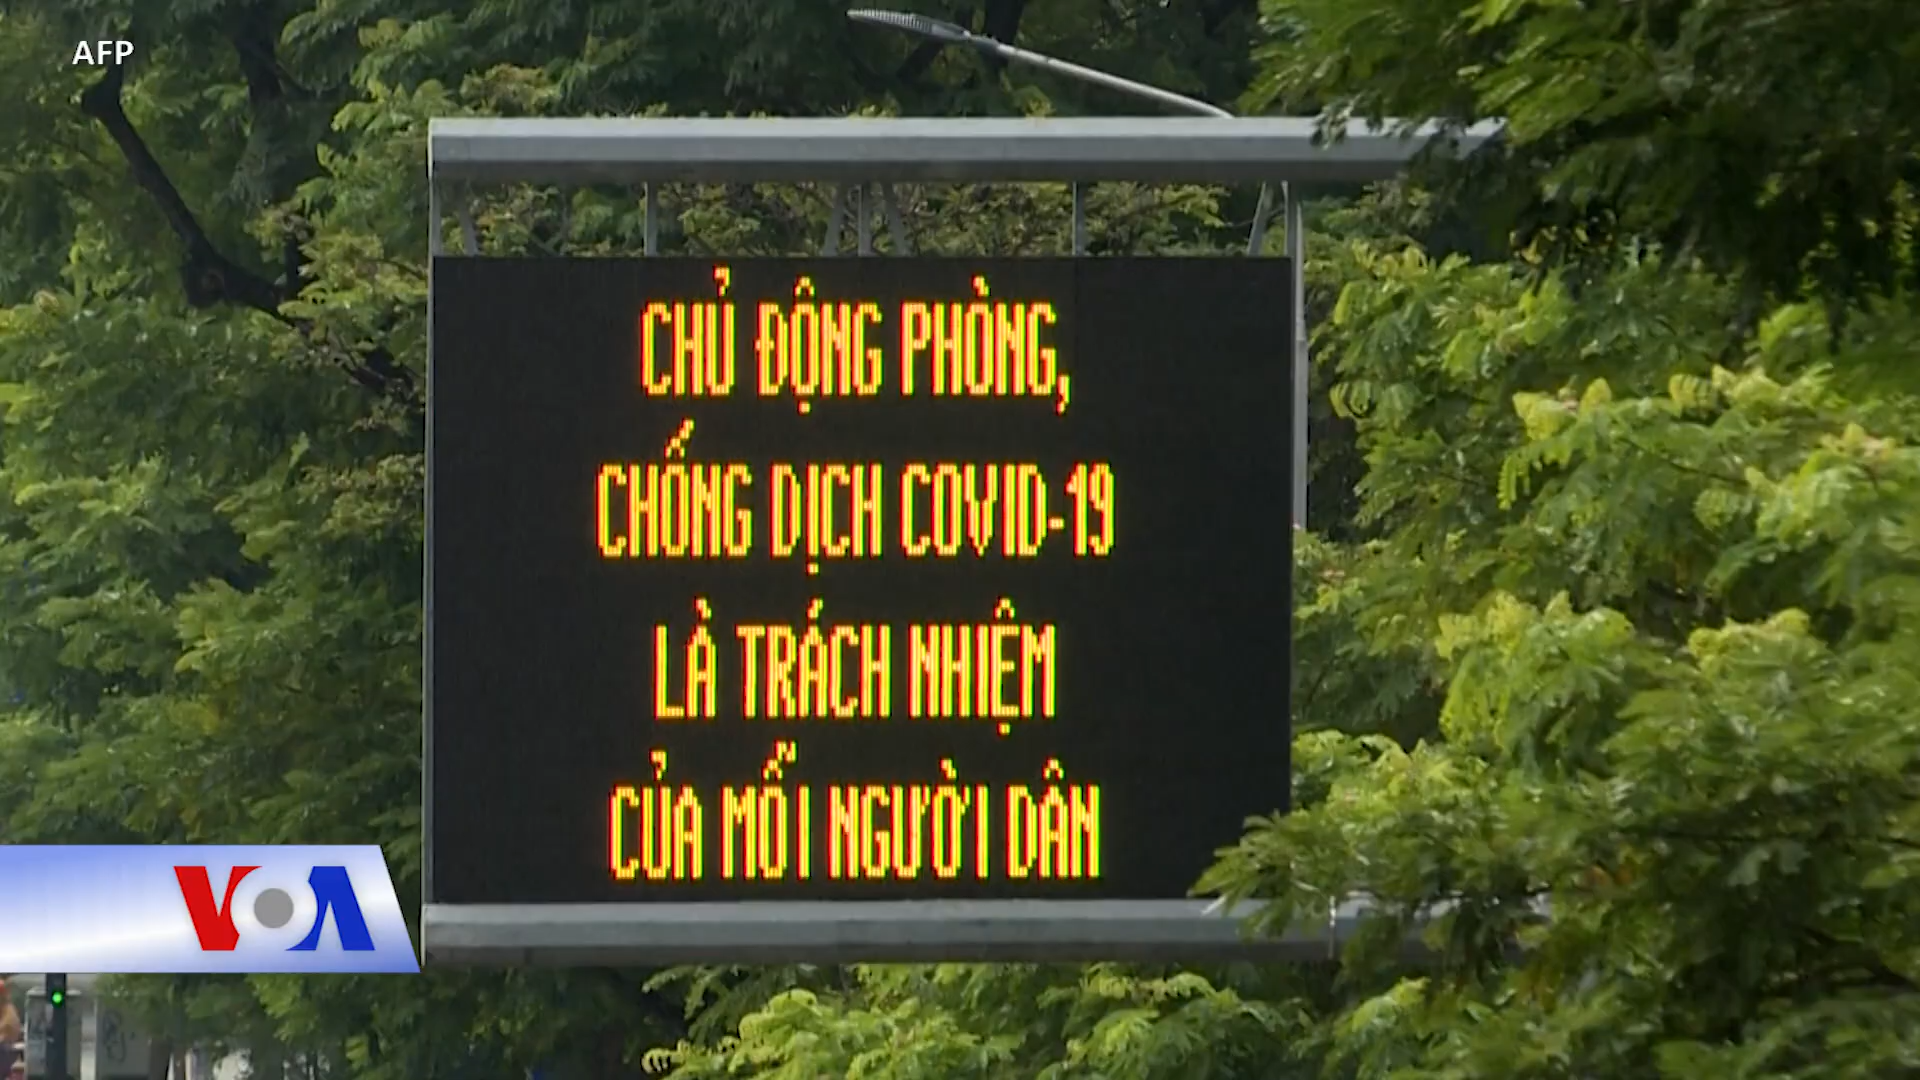 AFP
CHỦ ĐỘNG PHÒNG,
CHỐNG DỊCH COVID-19
LÀ TRÁCH NHIỆM
CỦA MỖI NGƯỜI DÂN
VOA